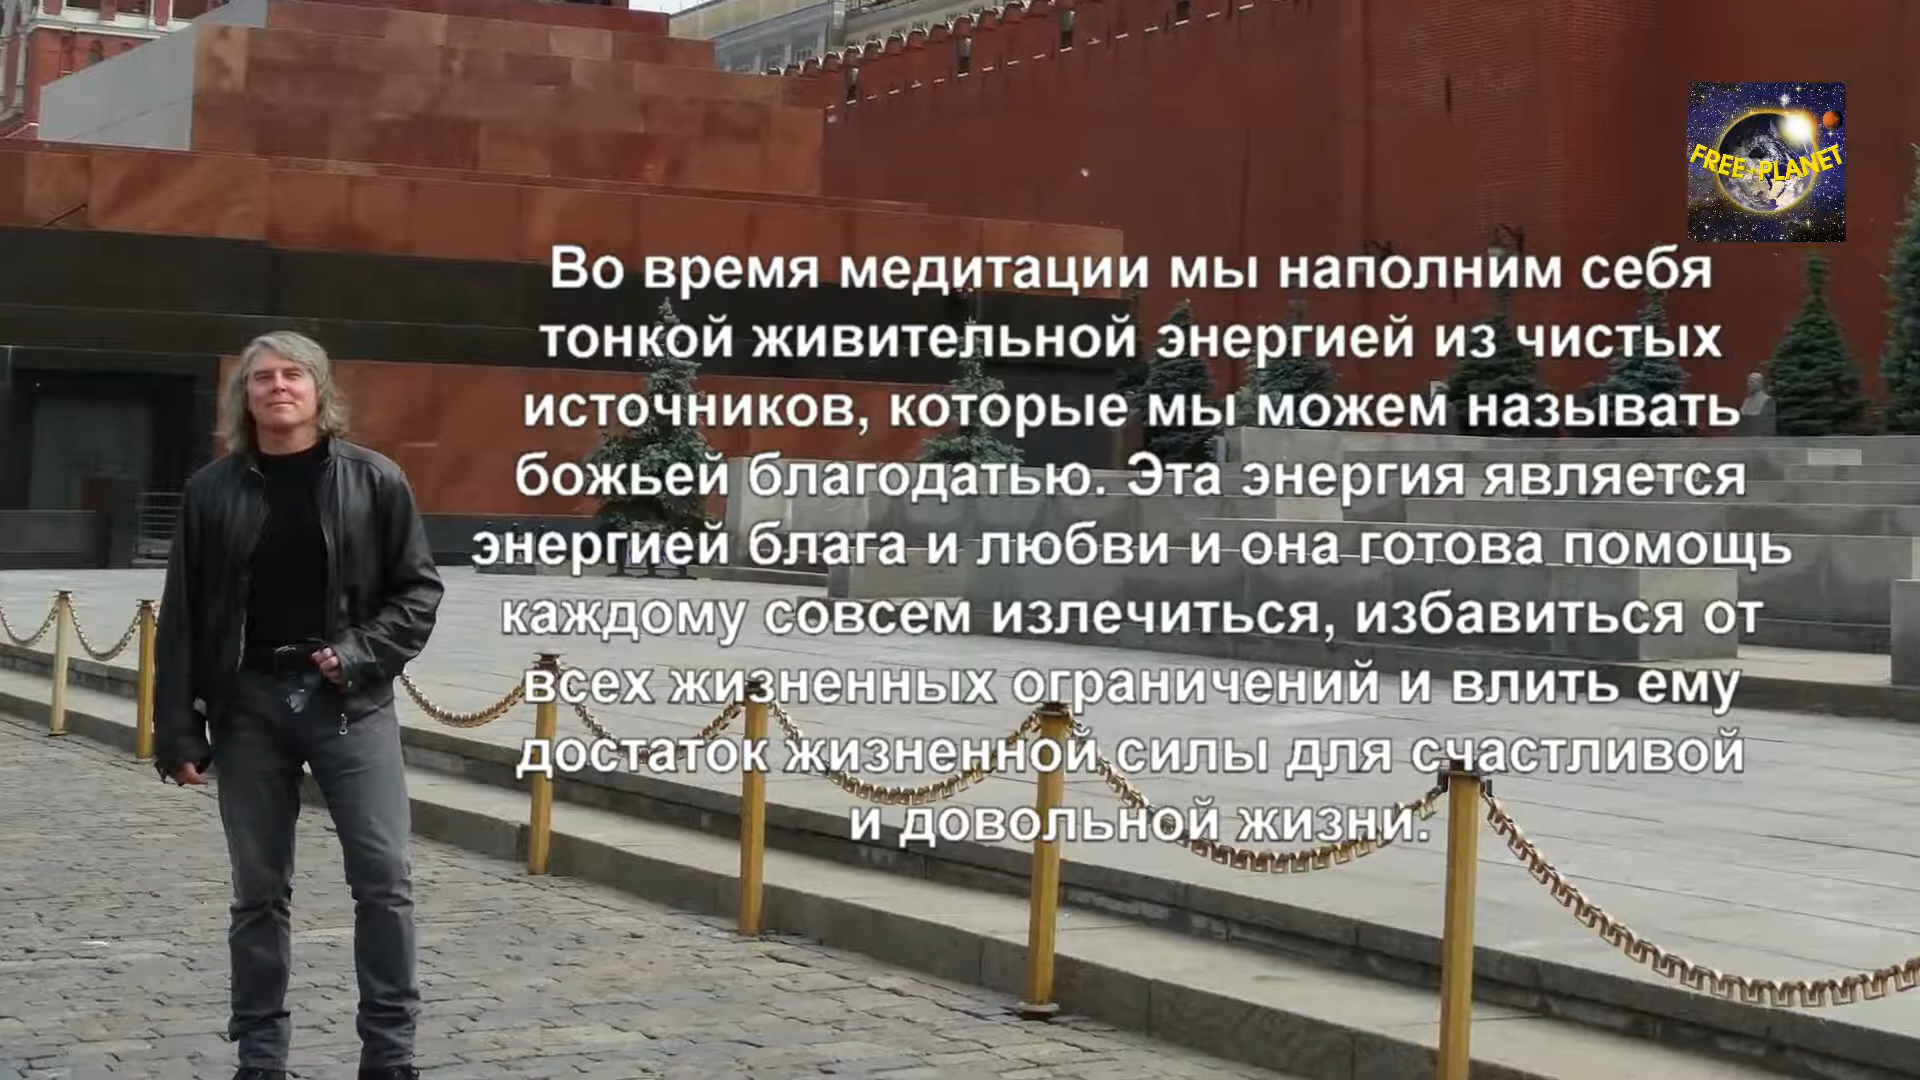 FREE PLANET
Во время медитации мы наполним себя
тонкой живительной энергией из чистых
источников, которые мы можем называть
божьей благодатью. Эта энергия является
энергией блага и любви и она готова помощь
каждому совсем излечиться, избавиться от
всех жизненных ограничений и влить ему
достаток жизненной силы для счастливой
и довольной жизни.